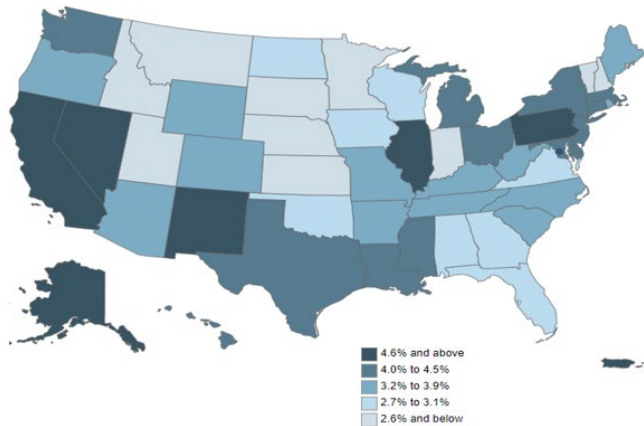 4.6% and above
4.0% to 4.5%
3.2% to 3.9%
2.7% to 3.1%
2.6% and below